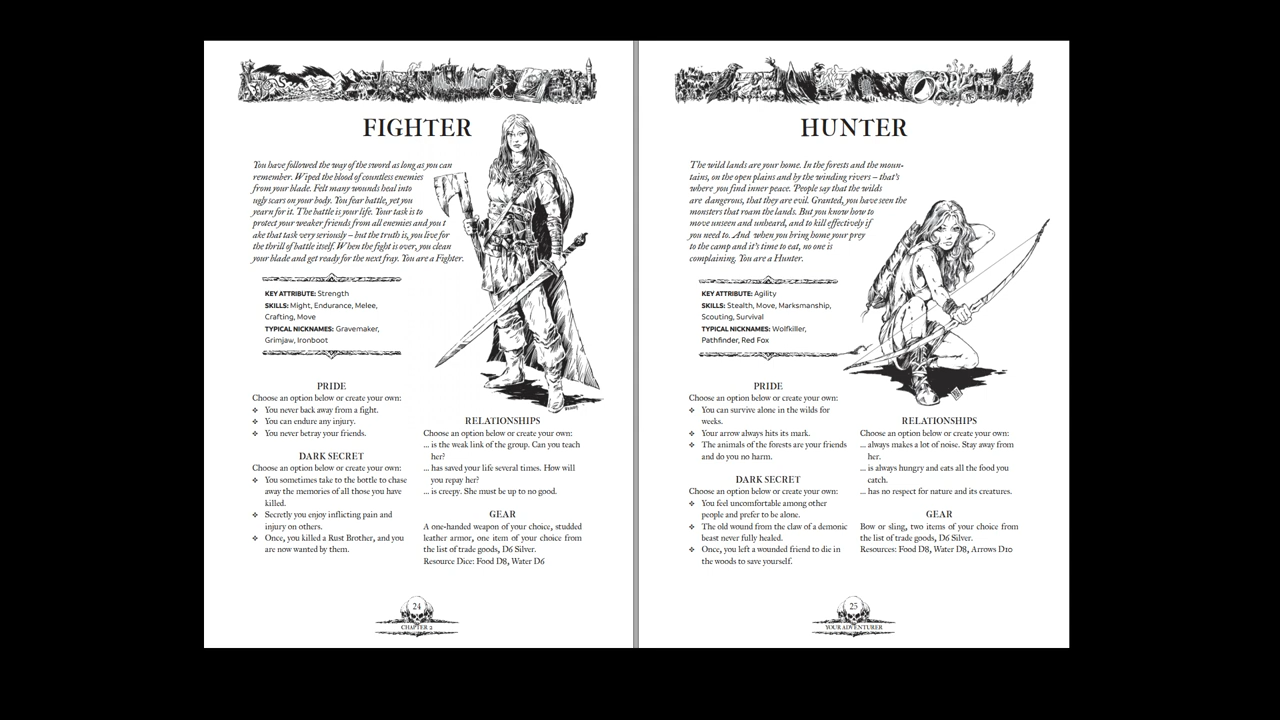 FIGHTER
You have followed the way of the sword as long as you can
remember. Wiped the blood of countless enemies
from your blade. Felt many wounds heal into
ugly scars on your body. You fear battle, yet you
yearn for it. The battle is your life. Your task is to
protect your weaker friends from all enemies and you t
ake that task very seriously – but the truth is, you live for
the thrill of battle itself. When the fight is over, you clean
your blade and get ready for the next fray. You are a Fighter.
KEY ATTRIBUTE: Strength
SKILLS: Might, Endurance, Melee,
Crafting, Move
TYPICAL NICKNAMES: Gravemaker,
Grimjaw, Ironboot
PRIDE
Choose an option below or create your own:
❖ You never back away from a fight.
❖ You can endure any injury.
❖ You never betray your friends.
DARK SECRET
Choose an option below or create your own:
❖ You sometimes take to the bottle to chase
away the memories of all those you have
killed.
❖ Secretly you enjoy inflicting pain and
injury on others.
❖ Once, you killed a Rust Brother, and you
are now wanted by them.
RELATIONSHIPS
Choose an option below or create your own:
... is the weak link of the group. Can you teach
her?
... has saved your life several times. How will
you repay her?
... is creepy. She must be up to no good.
GEAR
A one-handed weapon of your choice, studded
leather armor, one item of your choice from
the list of trade goods, D6 Silver.
Resource Dice: Food D8, Water D6
24
CHAPTER 2
HUNTER
The wild lands are your home. In the forests and the moun-
tains, on the open plains and by the winding rivers – that's
where you find inner peace. People say that the wilds
are dangerous, that they are evil. Granted, you have seen the
monsters that roam the lands. But you know how to
move unseen and unheard, and to kill effectively if
you need to. And when you bring home your prey
to the camp and it's time to eat, no one is
complaining. You are a Hunter.
KEY ATTRIBUTE: Agility
SKILLS: Stealth, Move, Marksmanship,
Scouting, Survival
TYPICAL NICKNAMES: Wolfkiller,
Pathfinder, Red Fox
PRIDE
Choose an option below or create your own:
❖ You can survive alone in the wilds for
weeks.
❖ Your arrow always hits its mark.
❖ The animals of the forests are your friends
and do you no harm.
DARK SECRET
Choose an option below or create your own:
❖ You feel uncomfortable among other
people and prefer to be alone.
❖ The old wound from the claw of a demonic
beast never fully healed.
❖ Once, you left a wounded friend to die in
the woods to save yourself.
RELATIONSHIPS
Choose an option below or create your own:
... always makes a lot of noise. Stay away from
her.
... is always hungry and eats all the food you
catch.
... has no respect for nature and its creatures.
GEAR
Bow or sling, two items of your choice from
the list of trade goods, D6 Silver.
Resources: Food D8, Water D8, Arrows D10
25
YOUR ADVENTURER